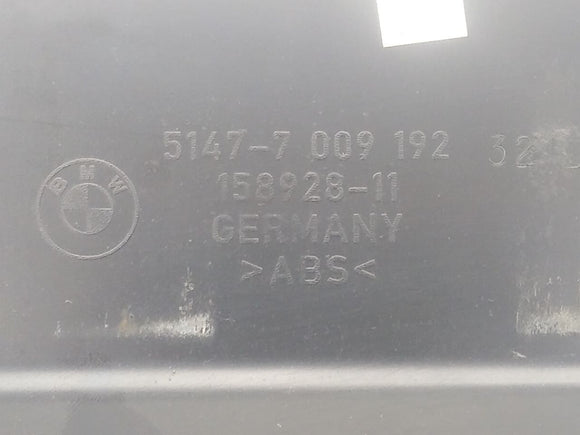 BMW
5147-7 009 192
158928-11
GERMANY
>ABS<